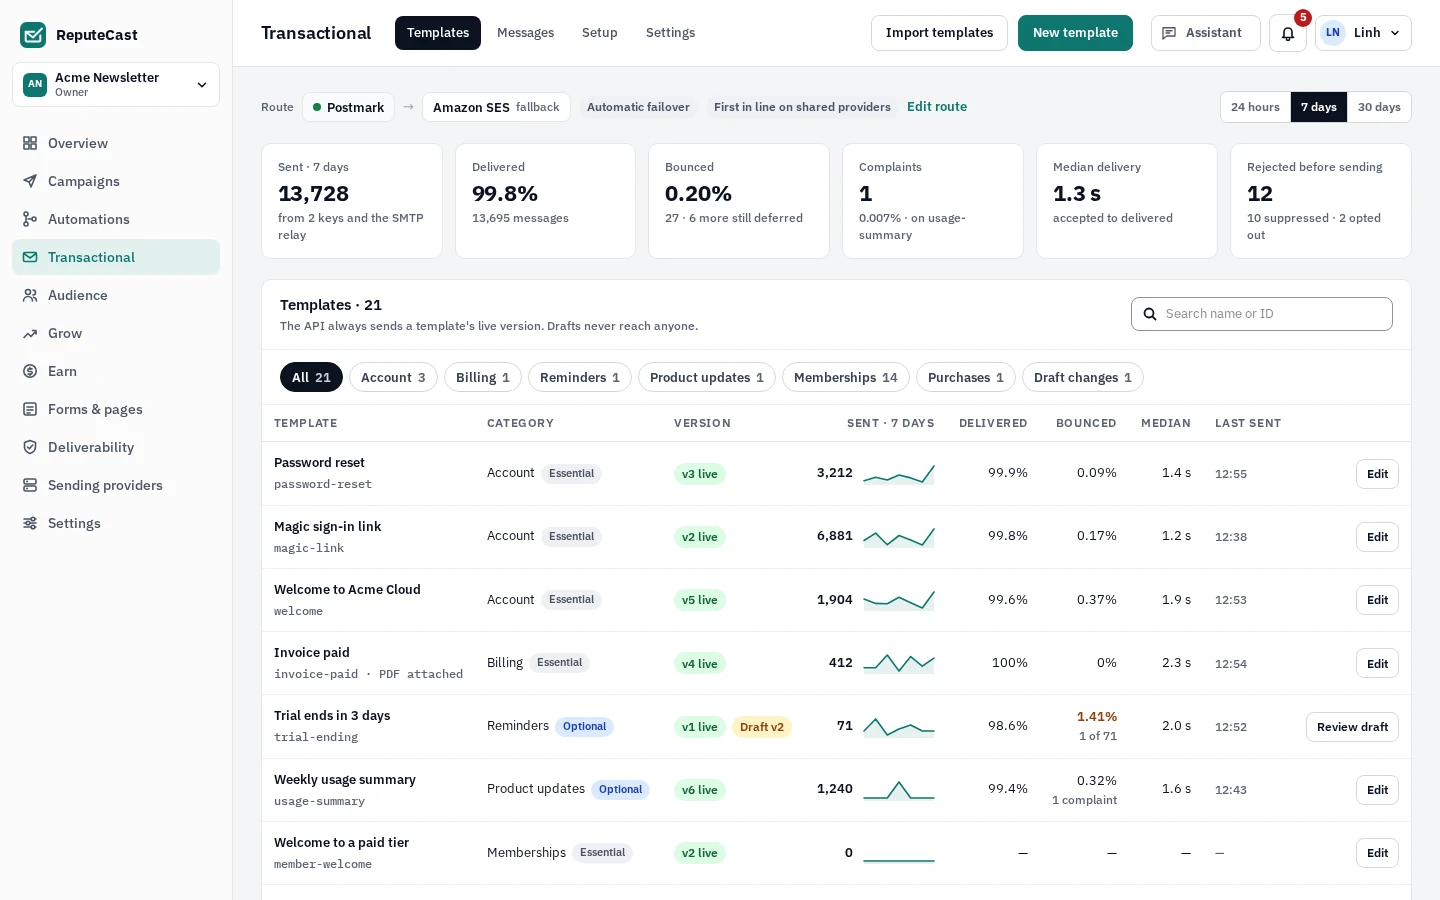 ReputeCast
AN
Acme Newsletter
Owner
Overview
Campaigns
Automations
Transactional
Audience
Grow
Earn
Forms & pages
Deliverability
Sending providers
Settings
Transactional
Templates
Messages
Setup
Settings
Import templates
New template
Assistant
5
LN
Linh
Route
Postmark
→
Amazon SES fallback
Automatic failover
First in line on shared providers
Edit route
24 hours
7 days
30 days
Sent · 7 days
13,728
from 2 keys and the SMTP
relay
Delivered
99.8%
13,695 messages
Bounced
0.20%
27 · 6 more still deferred
Complaints
1
0.007% · on usage-
summary
Median delivery
1.3 s
accepted to delivered
Rejected before sending
12
10 suppressed · 2 opted
out
Templates · 21
The API always sends a template's live version. Drafts never reach anyone.
Search name or ID
All 21
Account 3
Billing 1
Reminders 1
Product updates 1
Memberships 14
Purchases 1
Draft changes 1
TEMPLATE CATEGORY VERSION SENT · 7 DAYS DELIVERED BOUNCED MEDIAN LAST SENT
Password reset
password-reset
Account Essential v3 live 3,212 99.9% 0.09% 1.4 s 12:55 Edit
Magic sign-in link
magic-link
Account Essential v2 live 6,881 99.8% 0.17% 1.2 s 12:38 Edit
Welcome to Acme Cloud
welcome
Account Essential v5 live 1,904 99.6% 0.37% 1.9 s 12:53 Edit
Invoice paid
invoice-paid · PDF attached
Billing Essential v4 live 412 100% 0% 2.3 s 12:54 Edit
Trial ends in 3 days
trial-ending
Reminders Optional v1 live Draft v2 71 98.6% 1.41% 2.0 s 12:52 Review draft
1 of 71
Weekly usage summary
usage-summary
Product updates Optional v6 live 1,240 99.4% 0.32% 1.6 s 12:43 Edit
1 complaint
Welcome to a paid tier
member-welcome
Memberships Essential v2 live 0 — — — — Edit